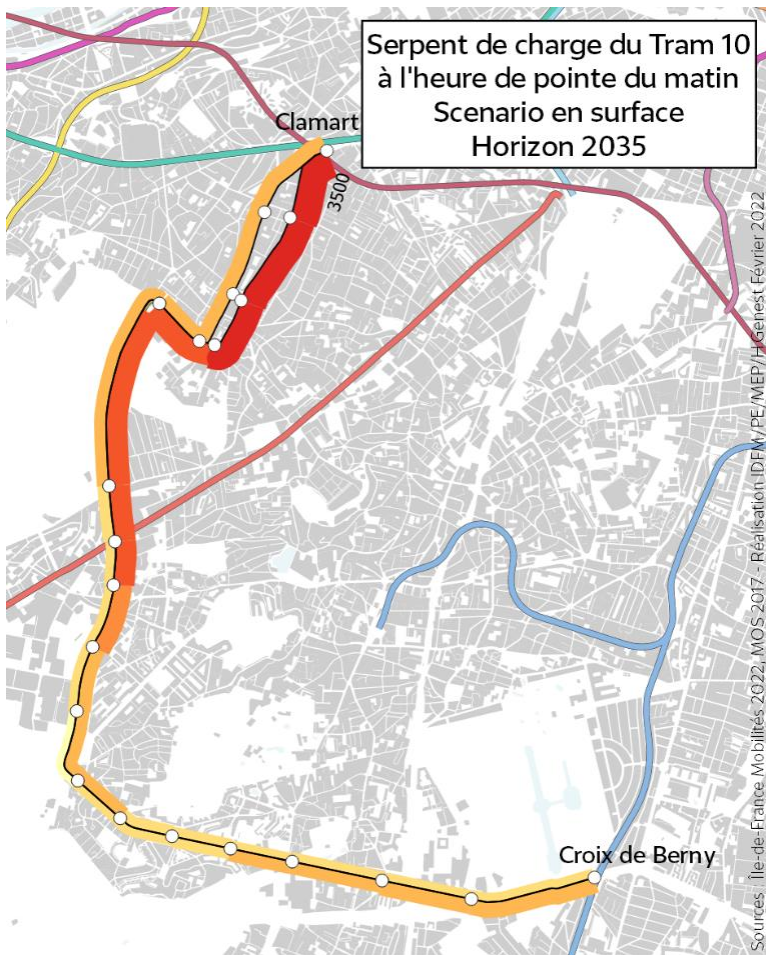 Serpent de charge du Tram 10
à l'heure de pointe du matin
Scenario en surface
Horizon 2035
Clamart
3500
Croix de Berny
Sources : Île-de-France Mobilités 2022, MOS 2017 - Réalisation IDFM/PE/MEP/H Genest Février 2022